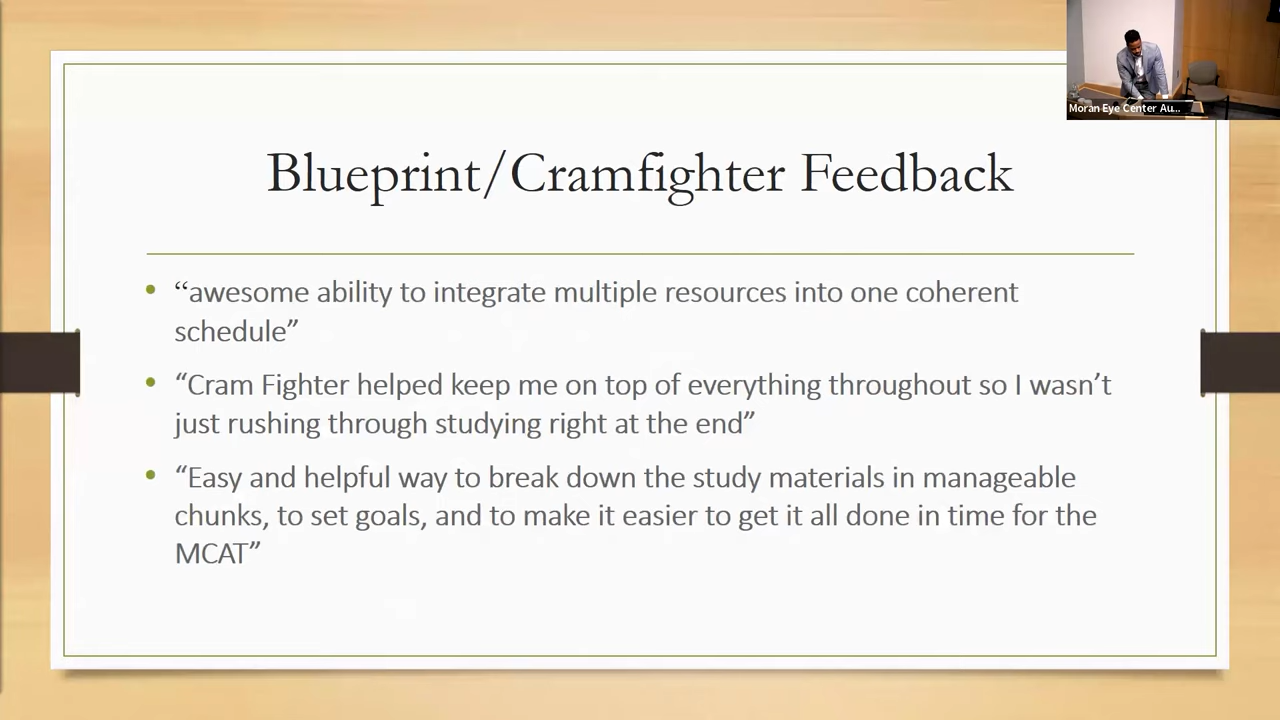 Moran Eye Center Au...
Blueprint/Cramfighter Feedback
• “awesome ability to integrate multiple resources into one coherent
schedule”
• “Cram Fighter helped keep me on top of everything throughout so I wasn’t
just rushing through studying right at the end”
• “Easy and helpful way to break down the study materials in manageable
chunks, to set goals, and to make it easier to get it all done in time for the
MCAT”